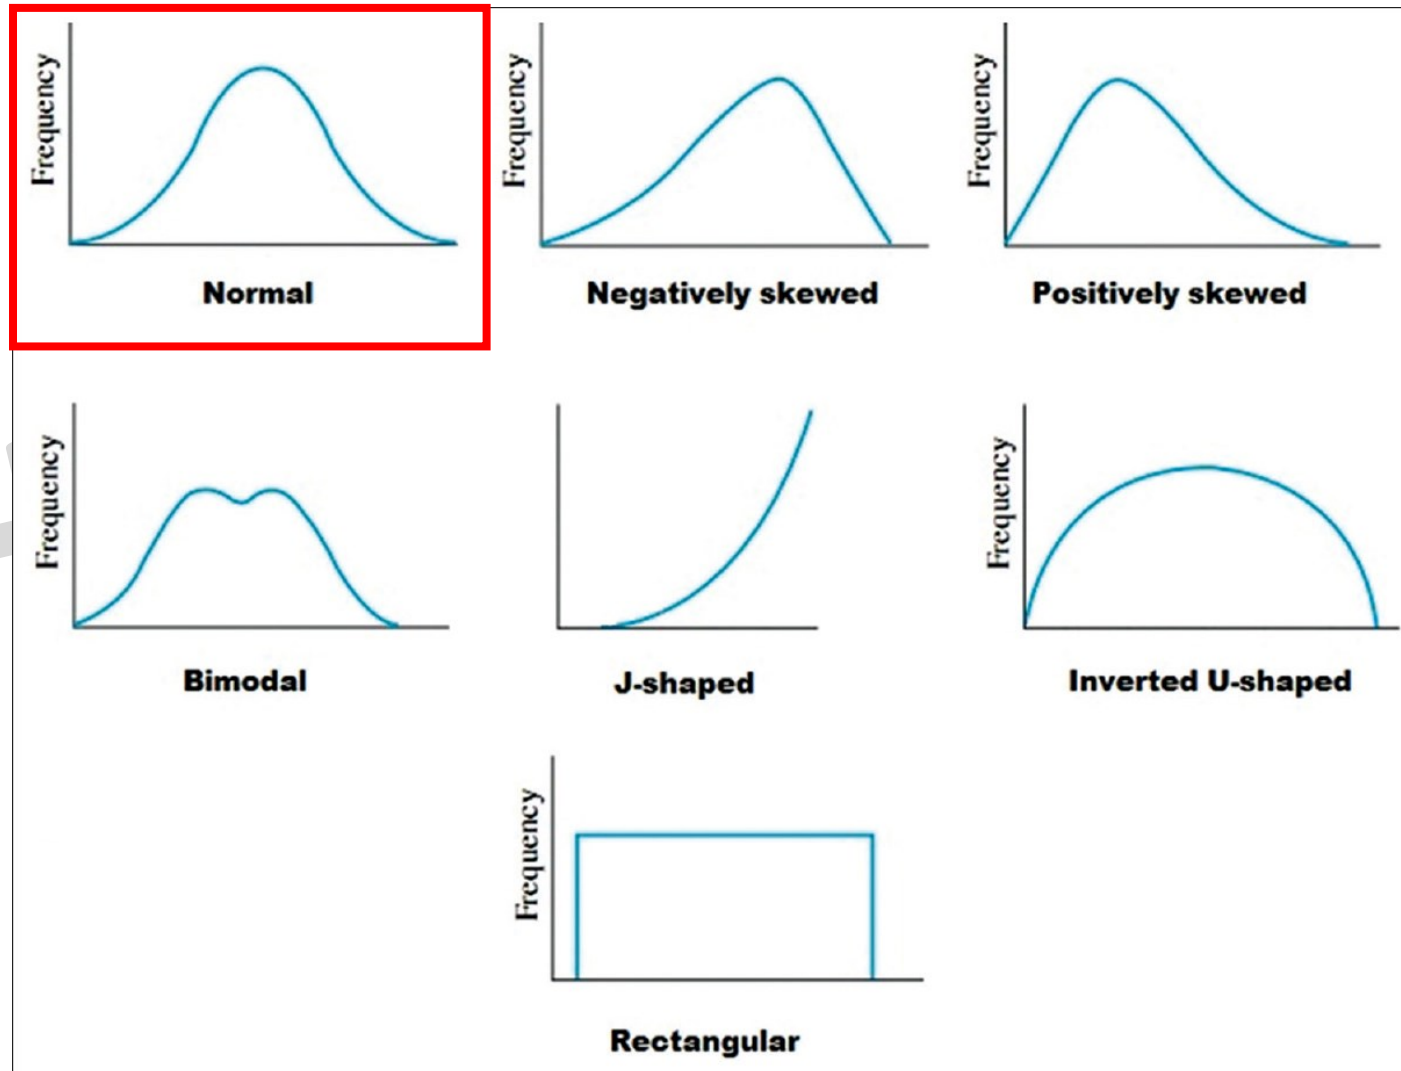 Frequency
Frequency
Frequency
Normal
Negatively skewed
Positively skewed
Frequency
Frequency
Bimodal
J-shaped
Inverted U-shaped
Frequency
Rectangular